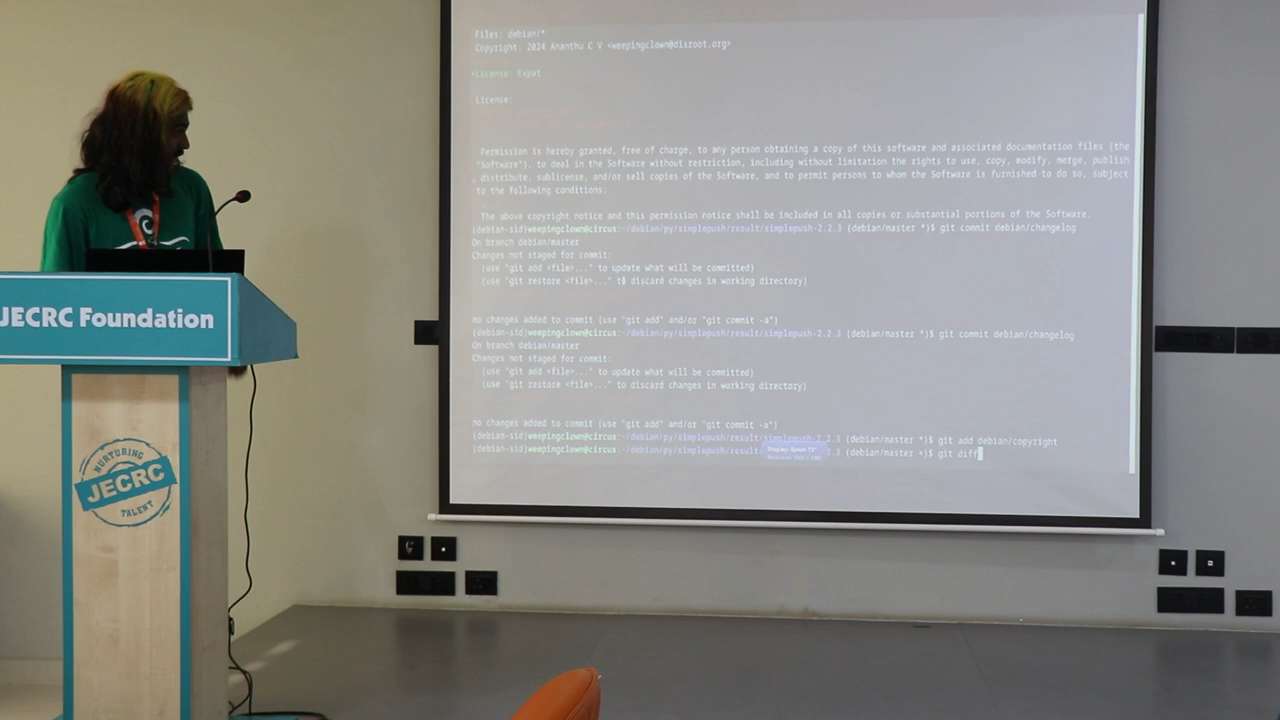 Files: debian/*
Copyright: 2024 Ananthu C V <weepingclown@disroot.org>
+License: Expat
License:
Permission is hereby granted, free of charge, to any person obtaining a copy of this software and associated documentation files (the
"Software"), to deal in the Software without restriction, including without limitation the rights to use, copy, modify, merge, publish
, distribute, sublicense, and/or sell copies of the Software, and to permit persons to whom the Software is furnished to do so, subject
to the following conditions:
.
The above copyright notice and this permission notice shall be included in all copies or substantial portions of the Software.
(debian-sid)weepingclown@circus:~/debian/py/simplepush/result/simplepush-2.2.3 (debian/master *)$ git commit debian/changelog
On branch debian/master
Changes not staged for commit:
(use "git add <file>..." to update what will be committed)
(use "git restore <file>..." to discard changes in working directory)
no changes added to commit (use "git add" and/or "git commit -a")
(debian-sid)weepingclown@circus:~/debian/py/simplepush/result/simplepush-2.2.3 (debian/master *)$ git commit debian/changelog
On branch debian/master
Changes not staged for commit:
(use "git add <file>..." to update what will be committed)
(use "git restore <file>..." to discard changes in working directory)
no changes added to commit (use "git add" and/or "git commit -a")
(debian-sid)weepingclown@circus:~/debian/py/simplepush/result/simplepush-2.2.3 (debian/master *)$ git add debian/copyright
(debian-sid)weepingclown@circus:~/debian/py/simplepush/result/ 2.3 (debian/master +)$ git diff
JECRC Foundation
NURTURING
JECRC
TALENT